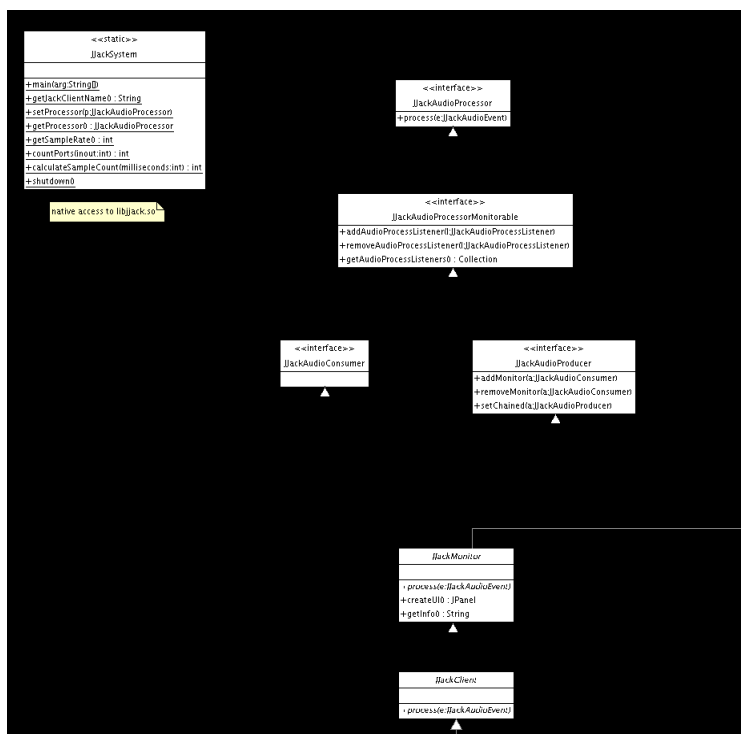 <<static>>
JJackSystem
+main(arg:String[])
+getJackClientName() : String
+setProcessor(p:JJackAudioProcessor)
+getProcessor() : JJackAudioProcessor
+getSampleRate() : int
+countPorts(inout:int) : int
+calculateSampleCount(milliseconds:int) : int
+shutdown()
native access to libjjack.so
<<interface>>
JJackAudioProcessor
+process(e:JJackAudioEvent)
<<interface>>
JJackAudioProcessorMonitorable
+addAudioProcessListener(l:JJackAudioProcessListener)
+removeAudioProcessListener(l:JJackAudioProcessListener)
+getAudioProcessListeners() : Collection
<<interface>>
JJackAudioConsumer
<<interface>>
JJackAudioProducer
+addMonitor(a:JJackAudioConsumer)
+removeMonitor(a:JJackAudioConsumer)
+setChained(a:JJackAudioProducer)
JJackMonitor
+process(e:JJackAudioEvent)
+createUI() : JPanel
+getInfo() : String
JJackClient
+process(e:JJackAudioEvent)